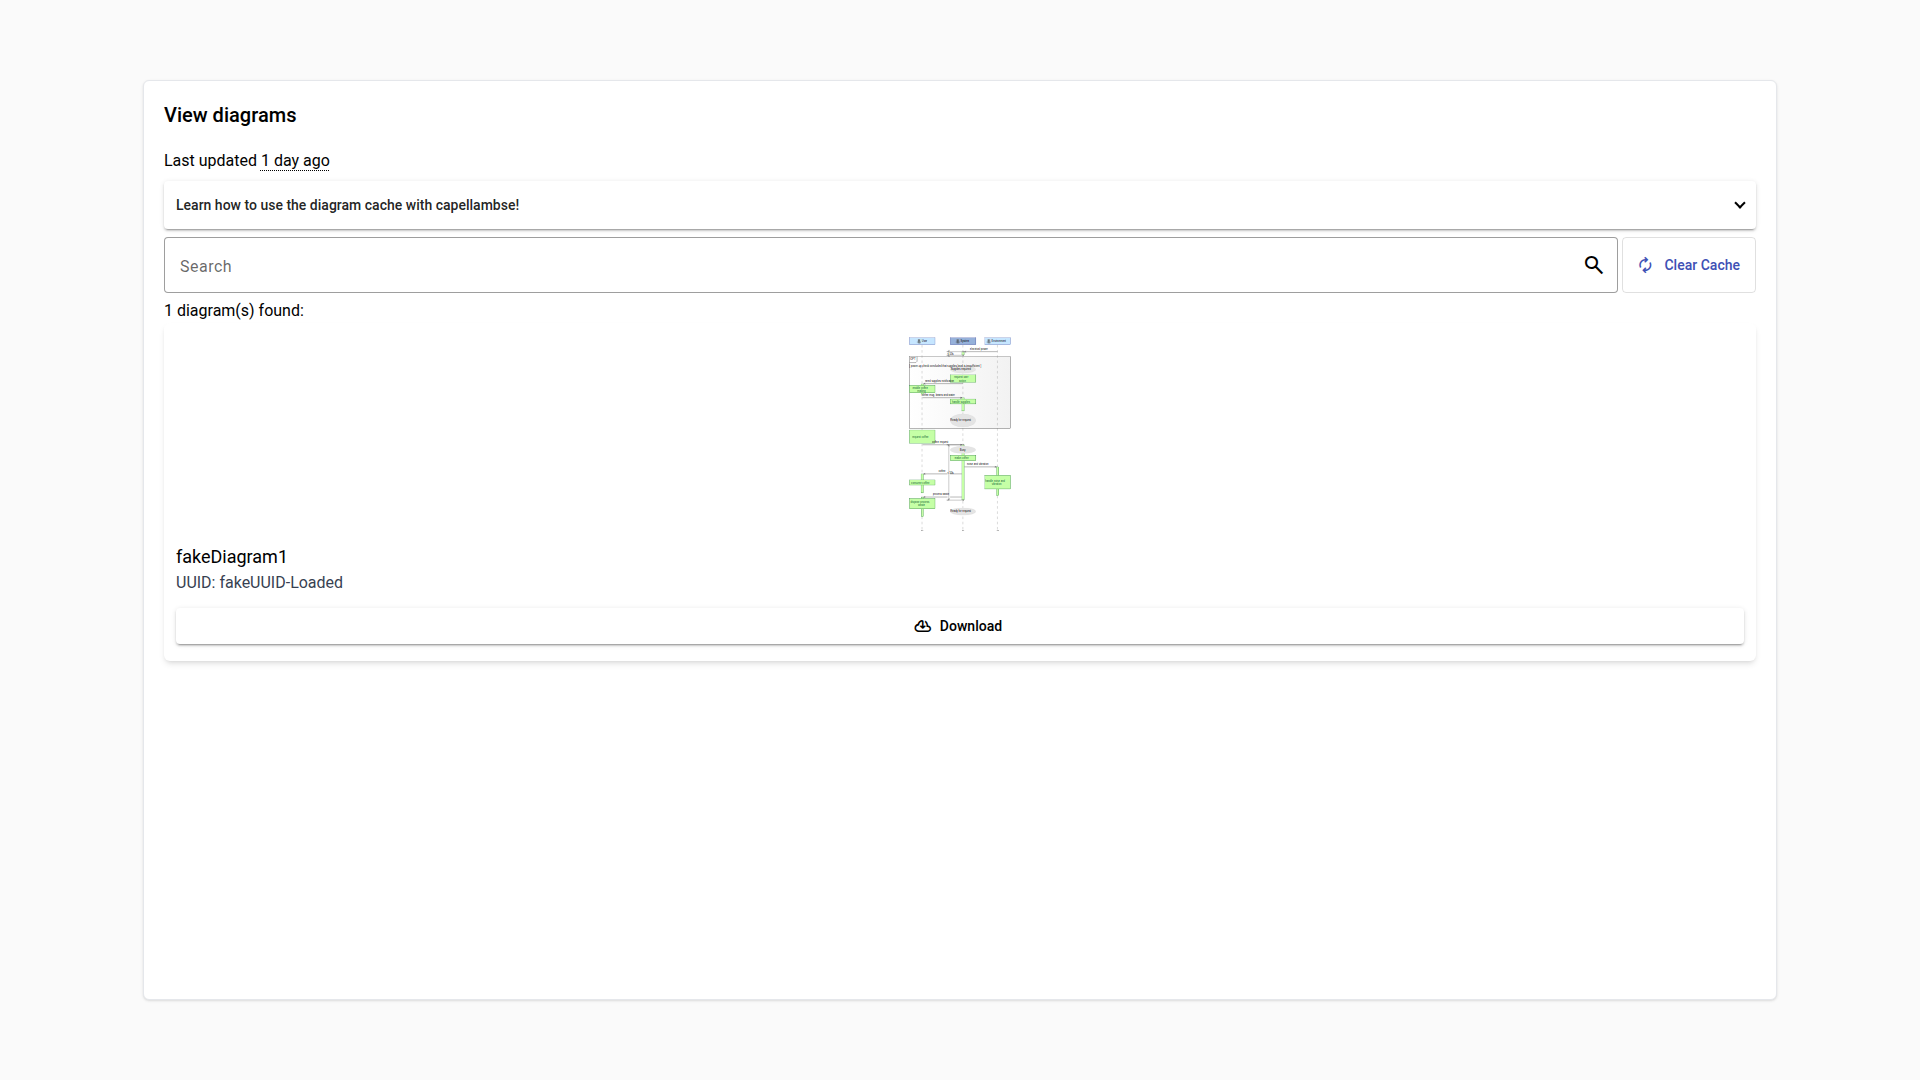 View diagrams
Last updated 1 day ago
Learn how to use the diagram cache with capellambse!
Search
Clear Cache
1 diagram(s) found:
fakeDiagram1
UUID: fakeUUID-Loaded
Download